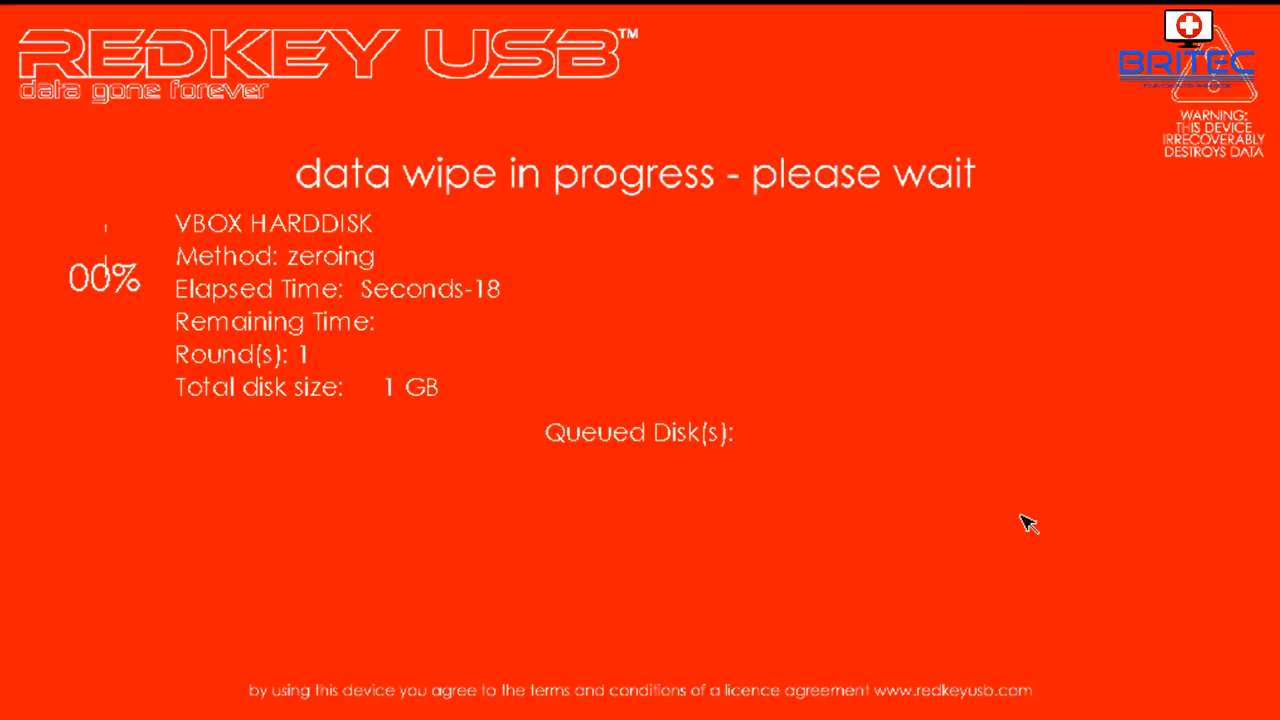 REDKEY USB™
data gone forever
BRITEC
WARNING:
THIS DEVICE
IRRECOVERABLY
DESTROYS DATA
data wipe in progress - please wait
VBOX HARDDISK
00%
Method: zeroing
Elapsed Time: Seconds-18
Remaining Time:
Round(s): 1
Total disk size: 1 GB
Queued Disk(s):
by using this device you agree to the terms and conditions of a licence agreement www.redkeyusb.com